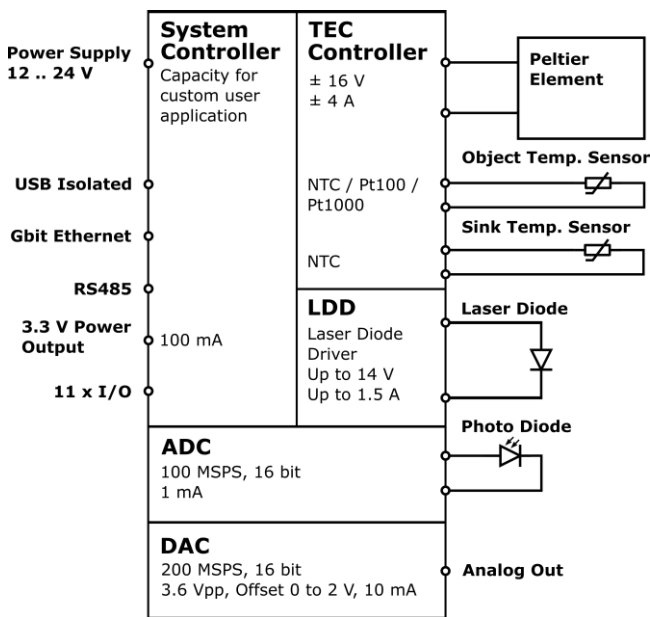 Power Supply
12 .. 24 V
USB Isolated
Gbit Ethernet
RS485
3.3 V Power
Output
11 x I/O
System
Controller
Capacity for
custom user
application
100 mA
TEC
Controller
± 16 V
± 4 A
NTC / Pt100 /
Pt1000
NTC
LDD
Laser Diode
Driver
Up to 14 V
Up to 1.5 A
ADC
100 MSPS, 16 bit
1 mA
DAC
200 MSPS, 16 bit
3.6 Vpp, Offset 0 to 2 V, 10 mA
Peltier
Element
Object Temp. Sensor
Sink Temp. Sensor
Laser Diode
Photo Diode
Analog Out